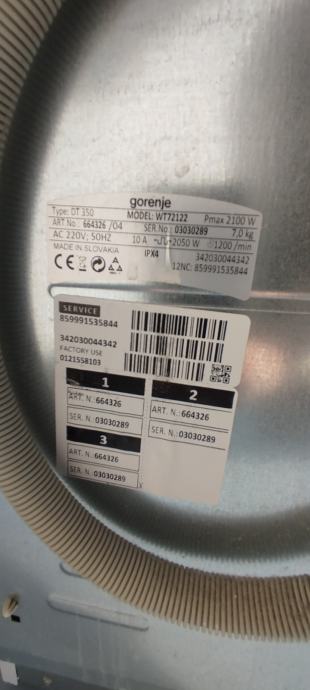 gorenje
Type: DT 350 MODEL: WT72122 Pmax 2100 W
ART.No.: 664326 /04 SER.No.: 03030289 7,0 kg
AC 220V; 50HZ 10 A 2050 W 1200 /min
MADE IN SLOVAKIA IPX4 342030044342
12NC: 859991535844
SERVICE
859991535844
342030044342
FACTORY USE
0121558103
1
ART. N.: 664326
SER. N.: 03030289
2
ART. N.: 664326
SER. N.: 03030289
3
ART. N.: 664326
SER. N.: 03030289